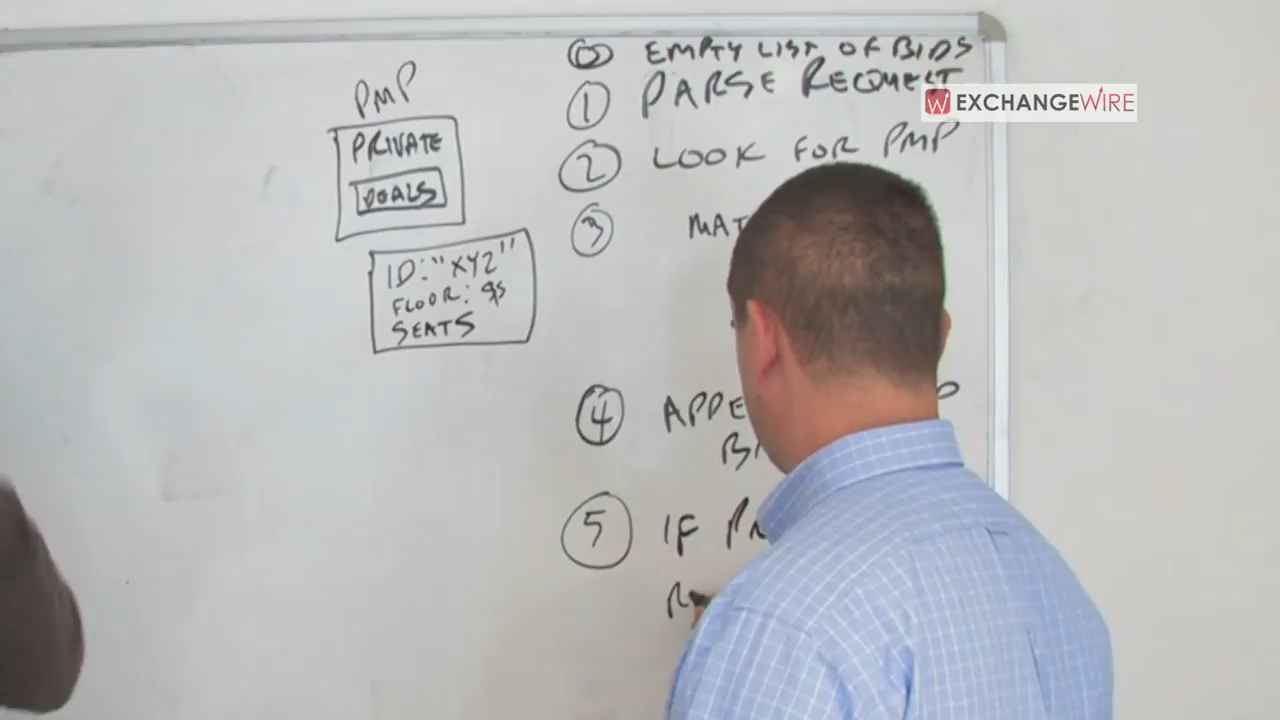 PMP
PRIVATE
DEALS
ID: "XYZ"
FLOOR: $
SEATS
0 EMPTY LIST OF BIDS
1 PARSE REQUEST
EXCHANGEWIRE
2 LOOK FOR PMP
3 MAT
4 APPE
5 IF